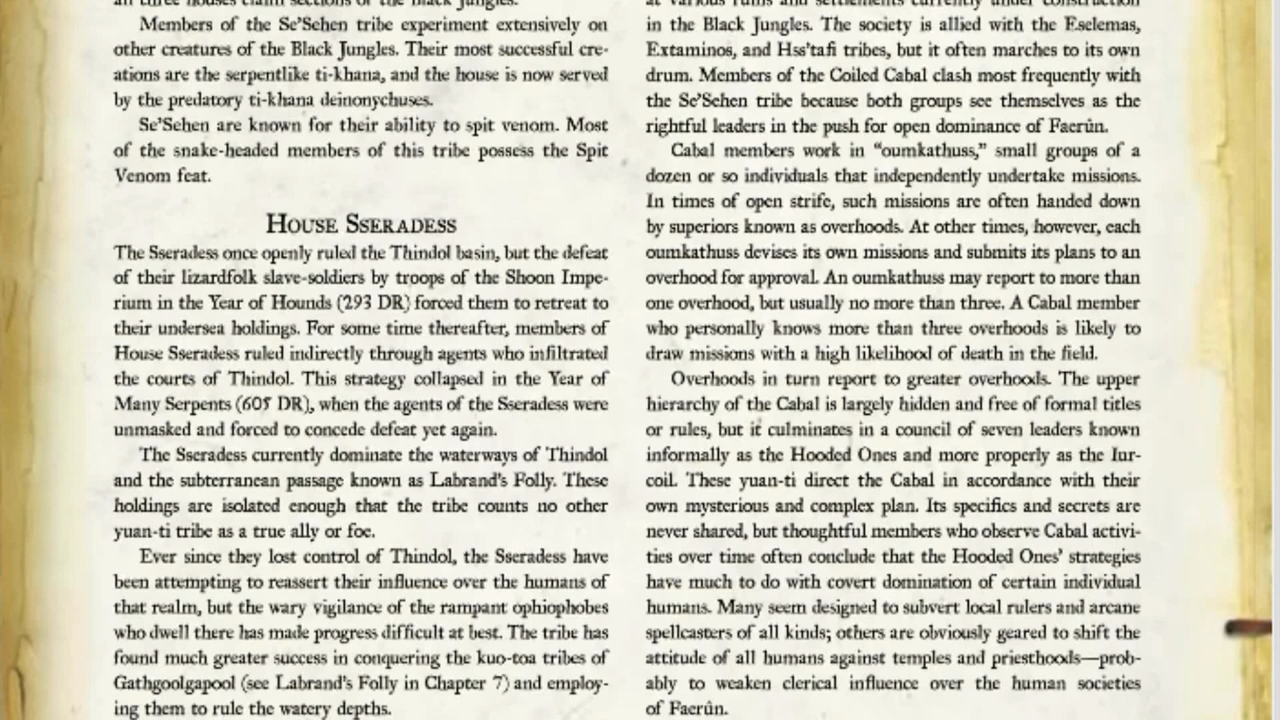 an three houses claim sections of the Black Jungles.
Members of the Se'Sehen tribe experiment extensively on
other creatures of the Black Jungles. Their most successful cre-
ations are the serpentlike ti-khana, and the house is now served
by the predatory ti-khana deinonychuses.
Se'Sehen are known for their ability to spit venom. Most
of the snake-headed members of this tribe possess the Spit
Venom feat.
HOUSE SSERADESS
The Sseradess once openly ruled the Thindol basin, but the defeat
of their lizardfolk slave-soldiers by troops of the Shoon Impe-
rium in the Year of Hounds (293 DR) forced them to retreat to
their undersea holdings. For some time thereafter, members of
House Sseradess ruled indirectly through agents who infiltrated
the courts of Thindol. This strategy collapsed in the Year of
Many Serpents (605 DR), when the agents of the Sseradess were
unmasked and forced to concede defeat yet again.
The Sseradess currently dominate the waterways of Thindol
and the subterranean passage known as Labrand's Folly. These
holdings are isolated enough that the tribe counts no other
yuan-ti tribe as a true ally or foe.
Ever since they lost control of Thindol, the Sseradess have
been attempting to reassert their influence over the humans of
that realm, but the wary vigilance of the rampant ophiophobes
who dwell there has made progress difficult at best. The tribe has
found much greater success in conquering the kuo-toa tribes of
Gathgoolgapool (see Labrand's Folly in Chapter 7) and employ-
ing them to rule the watery depths.
at various ruins and settlements currently under construction
in the Black Jungles. The society is allied with the Eselemas,
Extaminos, and Hss'tafi tribes, but it often marches to its own
drum. Members of the Coiled Cabal clash most frequently with
the Se'Sehen tribe because both groups see themselves as the
rightful leaders in the push for open dominance of Faerûn.
Cabal members work in “oumkathuss,” small groups of a
dozen or so individuals that independently undertake missions.
In times of open strife, such missions are often handed down
by superiors known as overhoods. At other times, however, each
oumkathuss devises its own missions and submits its plans to an
overhood for approval. An oumkathuss may report to more than
one overhood, but usually no more than three. A Cabal member
who personally knows more than three overhoods is likely to
draw missions with a high likelihood of death in the field.
Overhoods in turn report to greater overhoods. The upper
hierarchy of the Cabal is largely hidden and free of formal titles
or rules, but it culminates in a council of seven leaders known
informally as the Hooded Ones and more properly as the Iur-
coil. These yuan-ti direct the Cabal in accordance with their
own mysterious and complex plan. Its specifics and secrets are
never shared, but thoughtful members who observe Cabal activi-
ties over time often conclude that the Hooded Ones' strategies
have much to do with covert domination of certain individual
humans. Many seem designed to subvert local rulers and arcane
spellcasters of all kinds; others are obviously geared to shift the
attitude of all humans against temples and priesthoods—prob-
ably to weaken clerical influence over the human societies
of Faerûn.